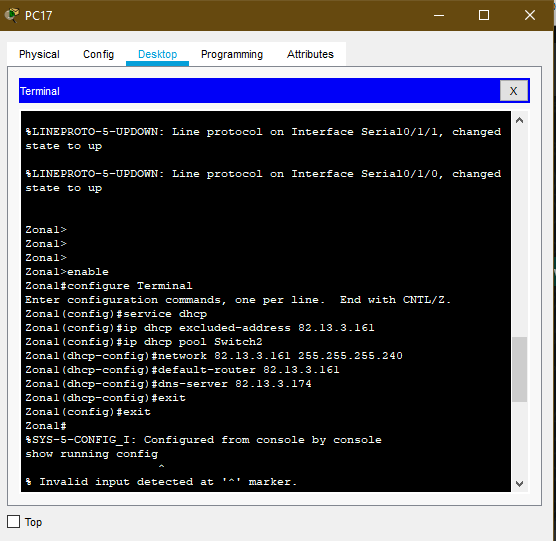 PC17
Physical Config Desktop Programming Attributes
Terminal X
%LINEPROTO-5-UPDOWN: Line protocol on Interface Serial0/1/1, changed
state to up
%LINEPROTO-5-UPDOWN: Line protocol on Interface Serial0/1/0, changed
state to up
Zonal>
Zonal>
Zonal>
Zonal>enable
Zonal#configure Terminal
Enter configuration commands, one per line.  End with CNTL/Z.
Zonal(config)#service dhcp
Zonal(config)#ip dhcp excluded-address 82.13.3.161
Zonal(config)#ip dhcp pool Switch2
Zonal(dhcp-config)#network 82.13.3.161 255.255.255.240
Zonal(dhcp-config)#default-router 82.13.3.161
Zonal(dhcp-config)#dns-server 82.13.3.174
Zonal(dhcp-config)#exit
Zonal(config)#exit
Zonal#
%SYS-5-CONFIG_I: Configured from console by console
show running config
^
% Invalid input detected at '^' marker.
Top